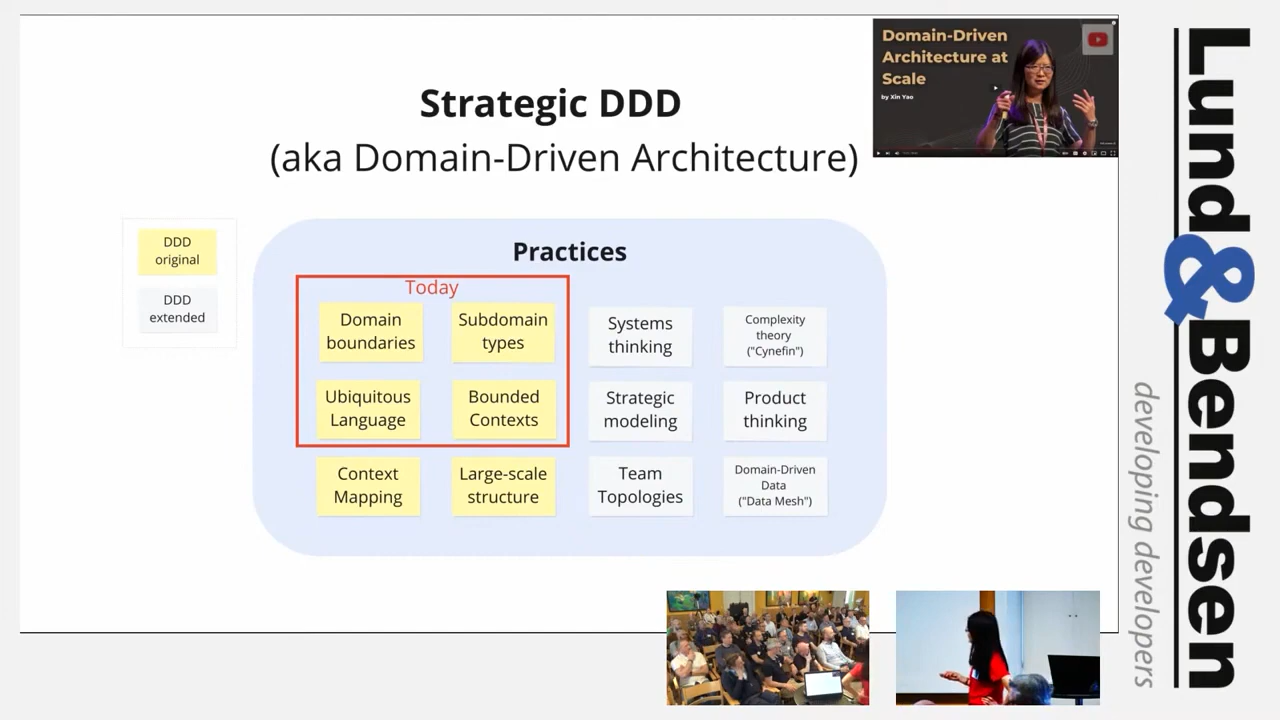 Strategic DDD
(aka Domain-Driven Architecture)
Domain-Driven
Architecture at
Scale
by Xin Yao
DDD
original
DDD
extended
Practices
Today
Domain
boundaries
Subdomain
types
Systems
thinking
Complexity
theory
("Cynefin")
Ubiquitous
Language
Bounded
Contexts
Strategic
modeling
Product
thinking
Context
Mapping
Large-scale
structure
Team
Topologies
Domain-Driven
Data
("Data Mesh")
Lund&Bendsen
developing developers